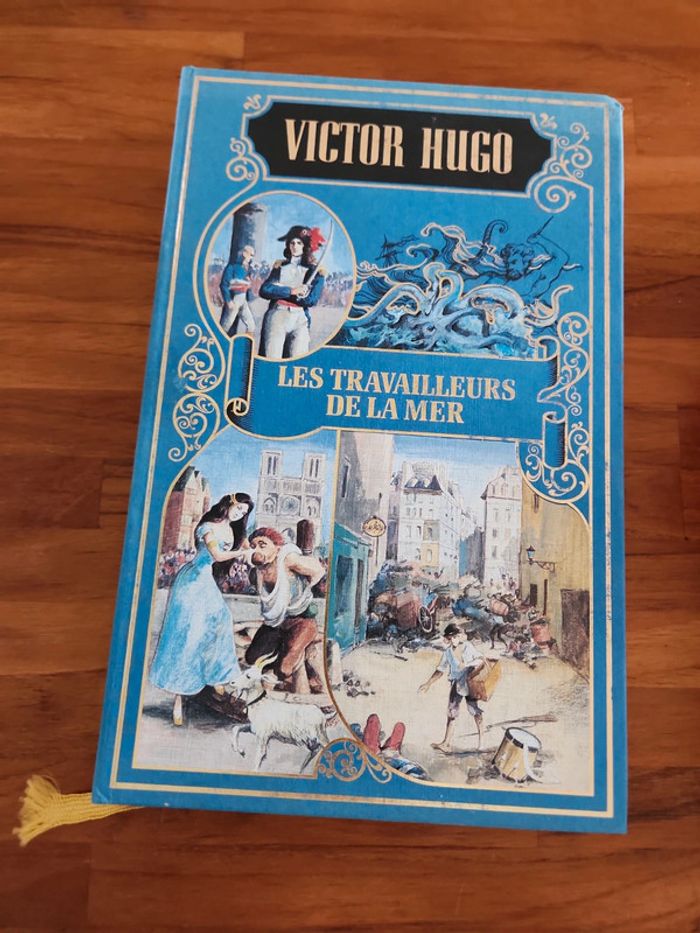 VICTOR HUGO
LES TRAVAILLEURS
DE LA MER